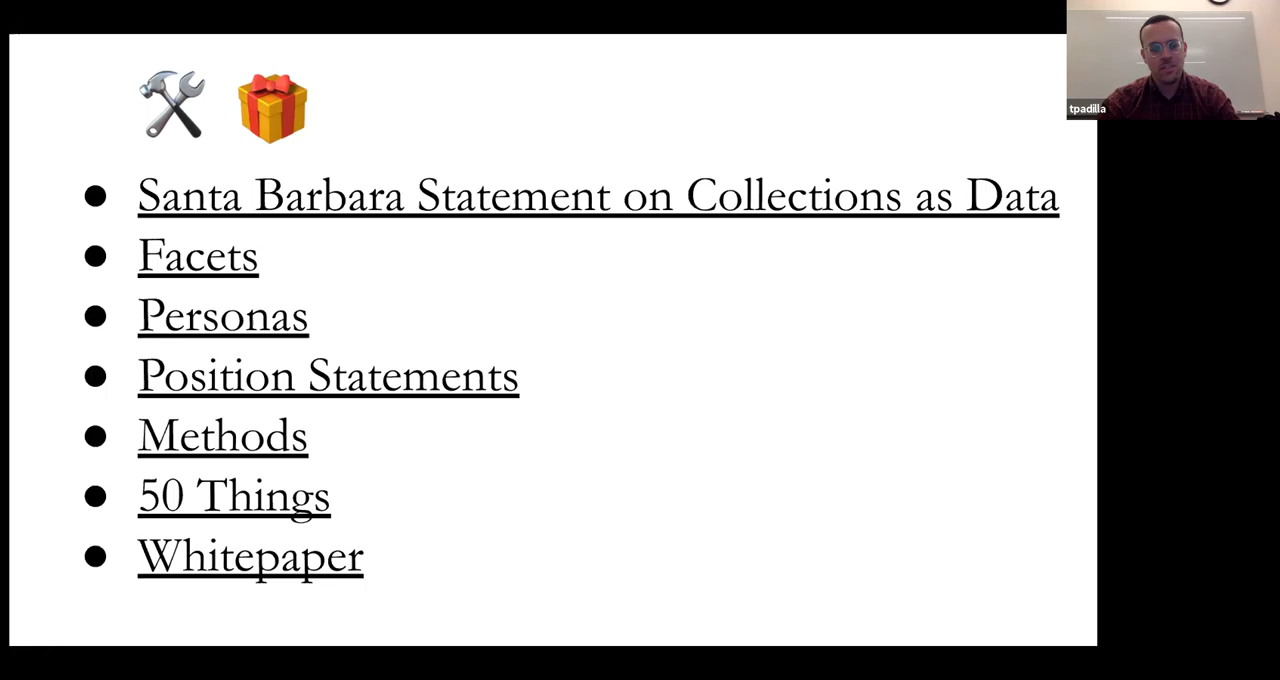 Santa Barbara Statement on Collections as Data
Facets
Personas
Position Statements
Methods
50 Things
Whitepaper
tpadilla